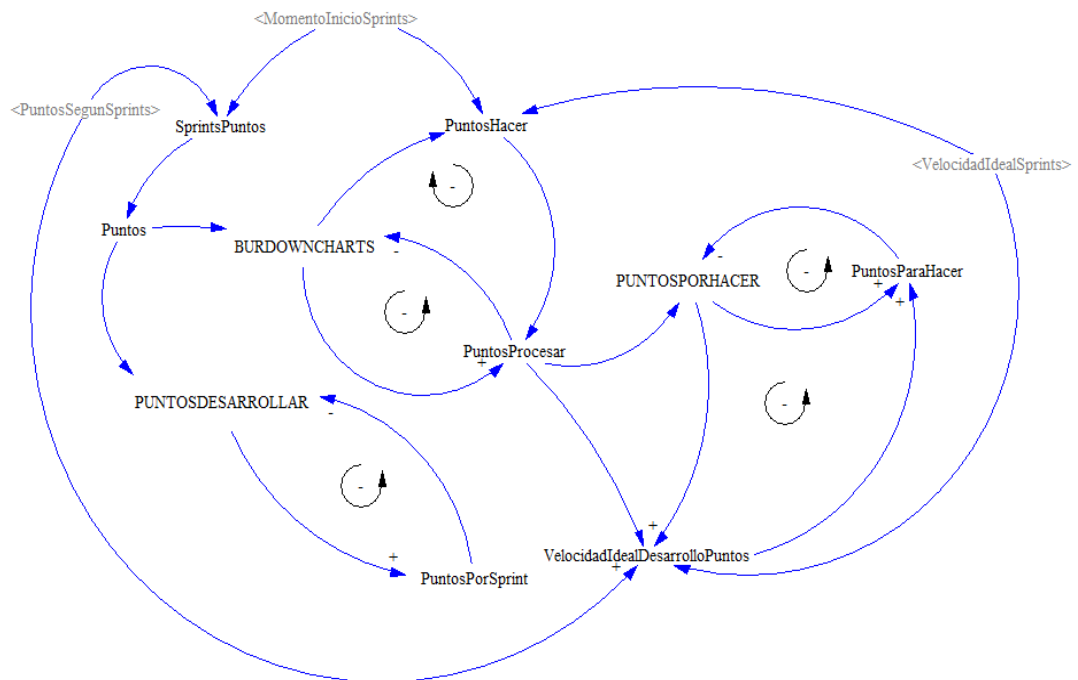 <MomentoInicioSprints>
<PuntosSegunSprints>
SprintsPuntos
PuntosHacer
<VelocidadIdealSprints>
-
Puntos
BURDOWNCHARTS
-
-
PuntosParaHacer
-
PUNTOSPORHACER
+
+
-
PuntosProcesar
+
PUNTOSDESARROLLAR
-
-
-
+
VelocidadIdealDesarrolloPuntos
+
+
PuntosPorSprint